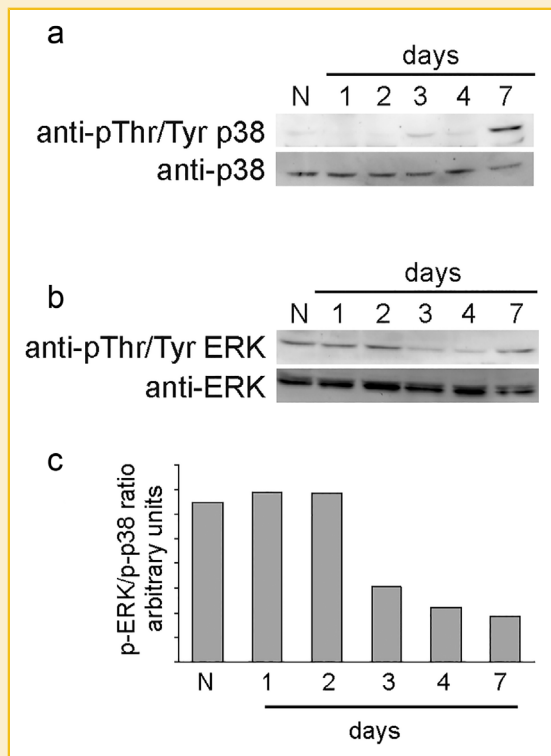 a
days
N 1 2 3 4 7
anti-pThr/Tyr p38
anti-p38
b
days
N 1 2 3 4 7
anti-pThr/Tyr ERK
anti-ERK
c
p-ERK/p-p38 ratio
arbitrary units
N 1 2 3 4 7
days